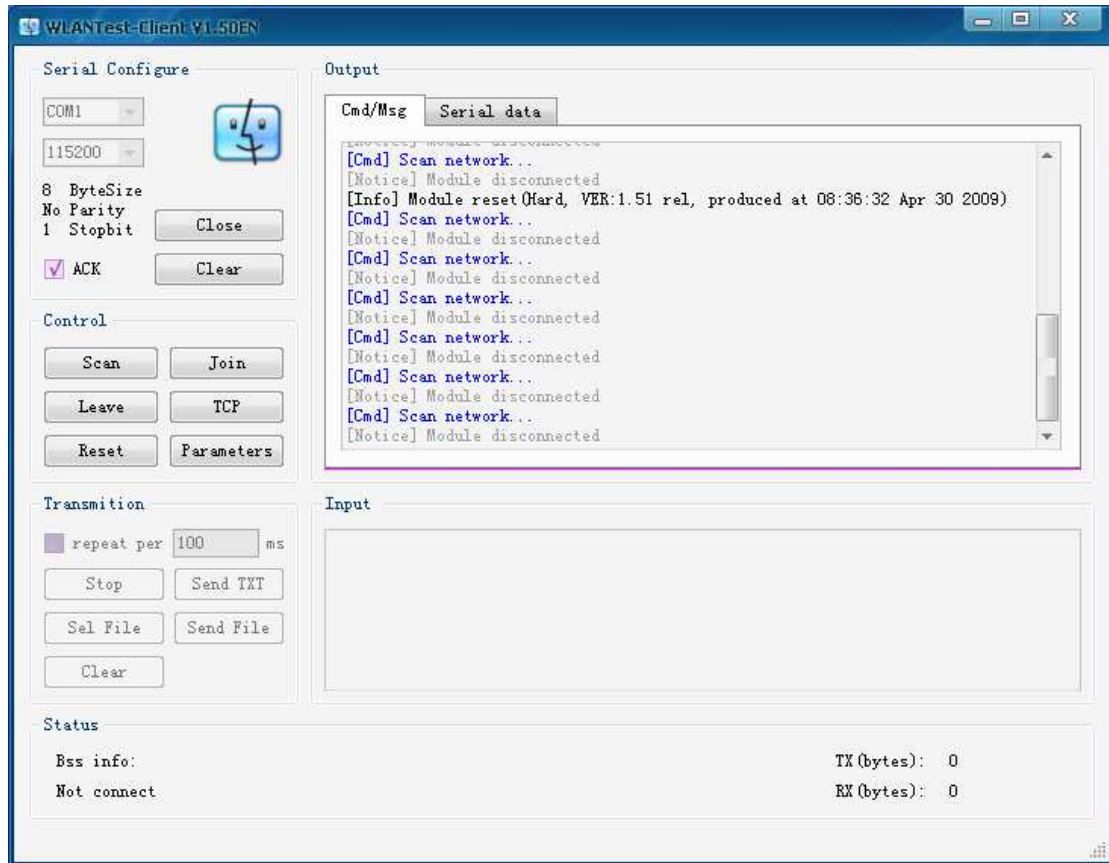 WLANTest-Client V1.50EN
Serial Configure
COM1
115200
8 ByteSize
No Parity
1 Stopbit
Close
ACK
Clear
Control
Scan
Join
Leave
TCP
Reset
Parameters
Transmition
repeat per 100 ms
Stop
Send TXT
Sel File
Send File
Clear
Output
Cmd/Msg
Serial data
[Notice] Module disconnected
[Cmd] Scan network...
[Notice] Module disconnected
[Info] Module reset(Hard, VER:1.51 rel, produced at 08:36:32 Apr 30 2009)
[Cmd] Scan network...
[Notice] Module disconnected
[Cmd] Scan network...
[Notice] Module disconnected
[Cmd] Scan network...
[Notice] Module disconnected
[Cmd] Scan network...
[Notice] Module disconnected
[Cmd] Scan network...
[Notice] Module disconnected
[Cmd] Scan network...
[Notice] Module disconnected
Input
Status
Bss info:
Not connect
TX(bytes): 0
RX(bytes): 0